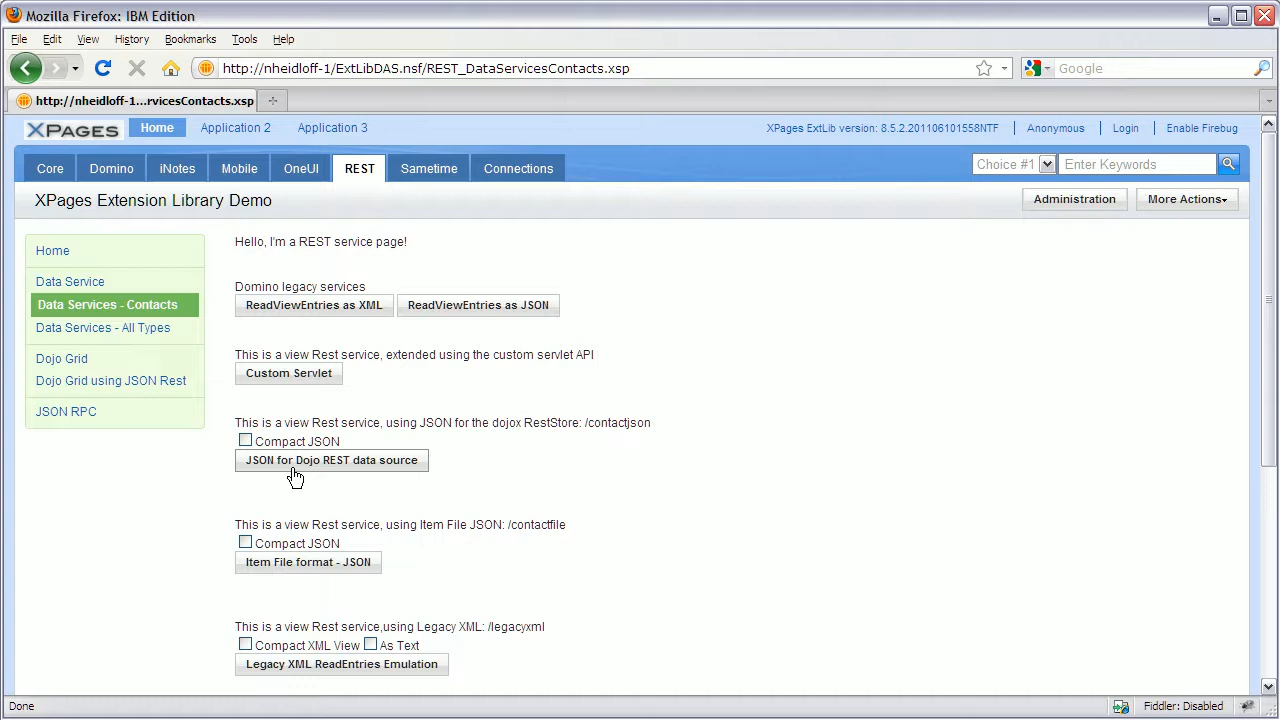 Mozilla Firefox: IBM Edition
File Edit View History Bookmarks Tools Help
http://nheidloff-1/ExtLibDAS.nsf/REST_DataServicesContacts.xsp
Google
http://nheidloff-1...rvicesContacts.xsp
XPAGES Home Application 2 Application 3 XPages ExtLib version: 8.5.2.201106101558NTF Anonymous Login Enable Firebug
Core Domino iNotes Mobile OneUI REST Sametime Connections Choice #1 Enter Keywords
XPages Extension Library Demo Administration More Actions
Home
Data Service
Data Services - Contacts
Data Services - All Types
Dojo Grid
Dojo Grid using JSON Rest
JSON RPC
Hello, I'm a REST service page!
Domino legacy services
ReadViewEntries as XML ReadViewEntries as JSON
This is a view Rest service, extended using the custom servlet API
Custom Servlet
This is a view Rest service, using JSON for the dojox RestStore: /contactjson
Compact JSON
JSON for Dojo REST data source
This is a view Rest service, using Item File JSON: /contactfile
Compact JSON
Item File format - JSON
This is a view Rest service,using Legacy XML: /legacyxml
Compact XML View As Text
Legacy XML ReadEntries Emulation
Done Fiddler: Disabled